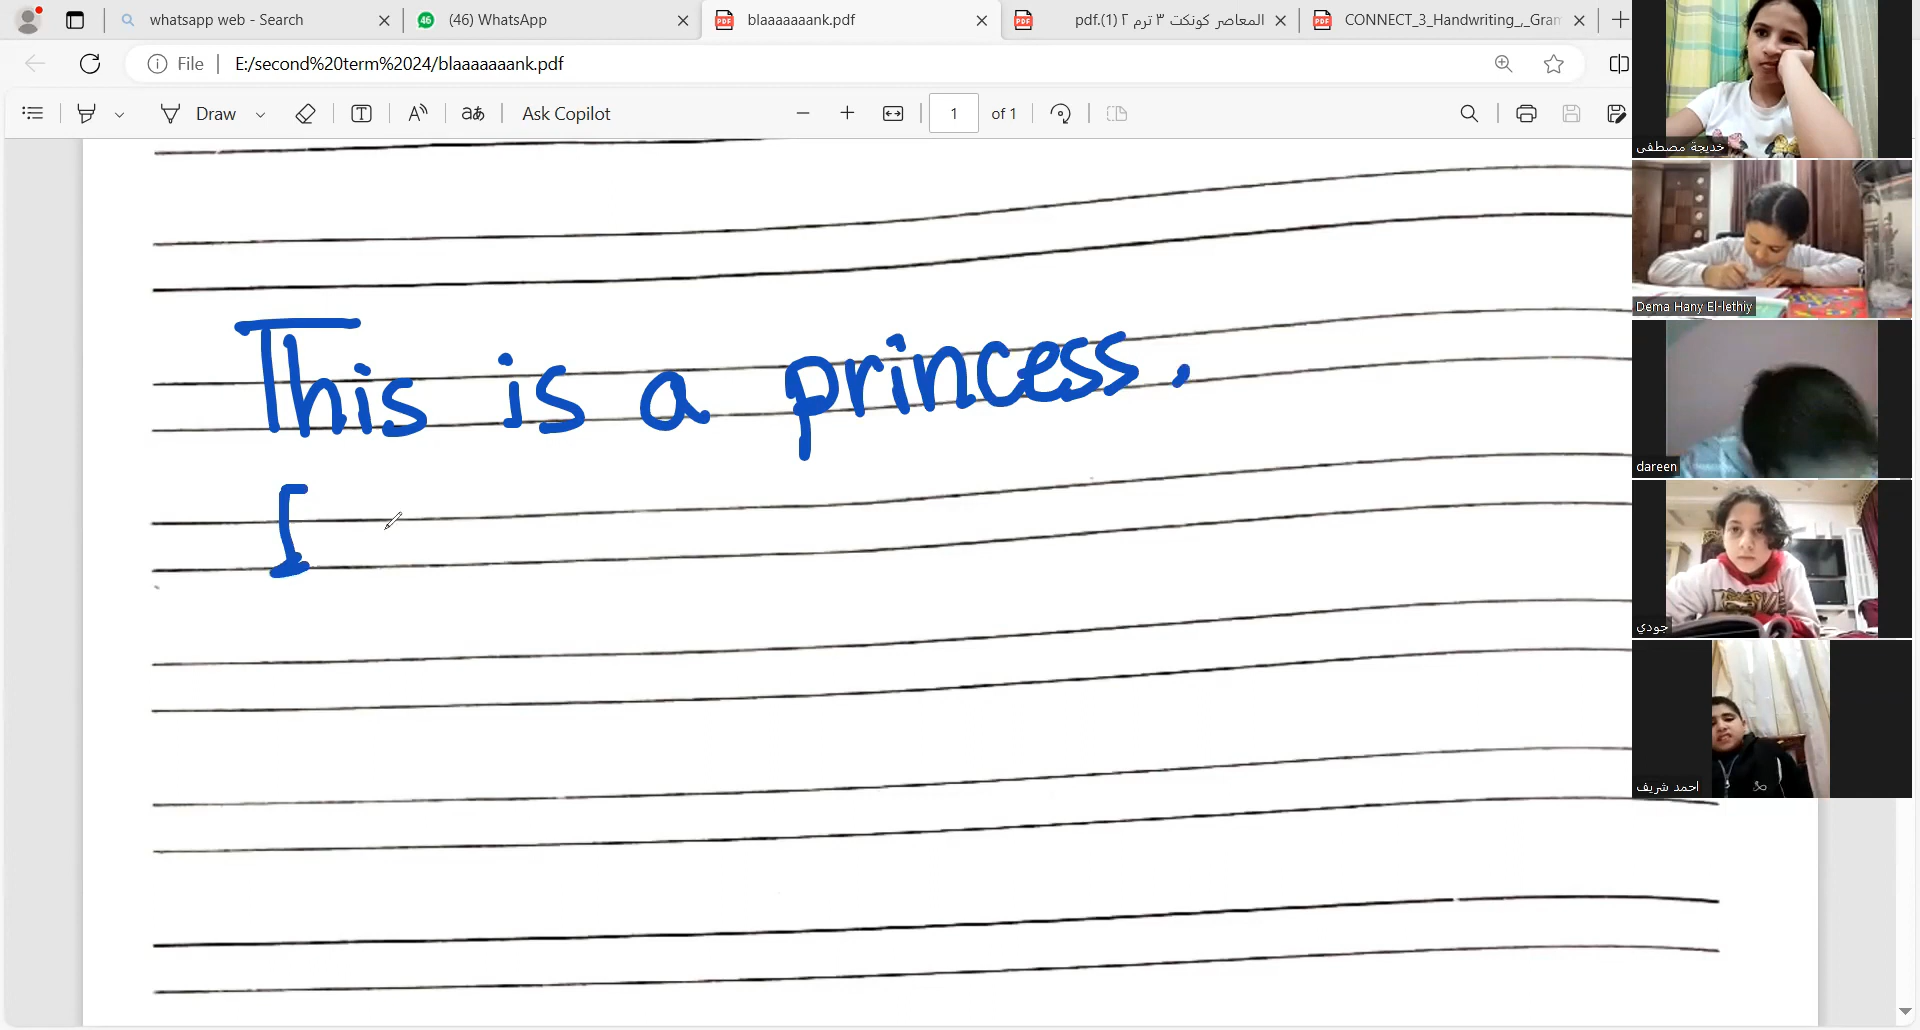 whatsapp web - Search
(46) WhatsApp
blaaaaaaank.pdf
المعاصر كونكت ٣ ترم ٢ (1).pdf
CONNECT_3_Handwriting_,_Gran
File
E:/second%20term%2024/blaaaaaaank.pdf
Draw
Ask Copilot
1
of 1
This is a princess.
I
خديجة مصطفى
Dema Hany El-lethiy
dareen
جودي
احمد شريف